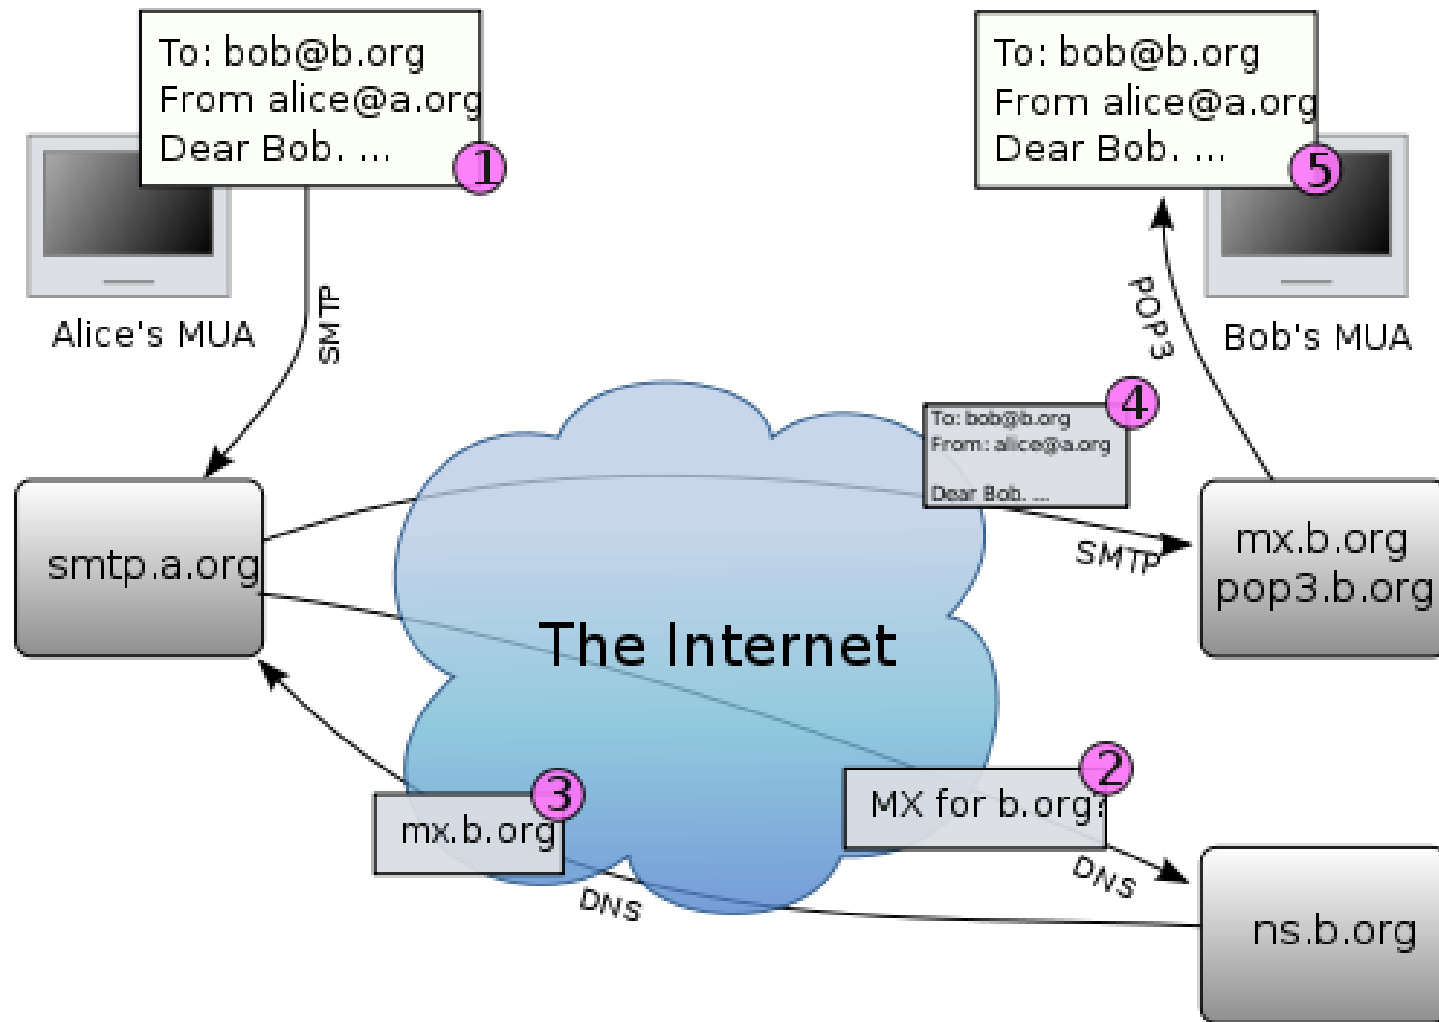 To: bob@b.org
From alice@a.org
Dear Bob. ...
1
Alice's MUA
SMTP
To: bob@b.org
From alice@a.org
Dear Bob. ...
5
Bob's MUA
POP3
To: bob@b.org
From: alice@a.org
Dear Bob. ...
4
SMTP
smtp.a.org
mx.b.org
pop3.b.org
The Internet
MX for b.org?
2
DNS
mx.b.org
3
DNS
ns.b.org